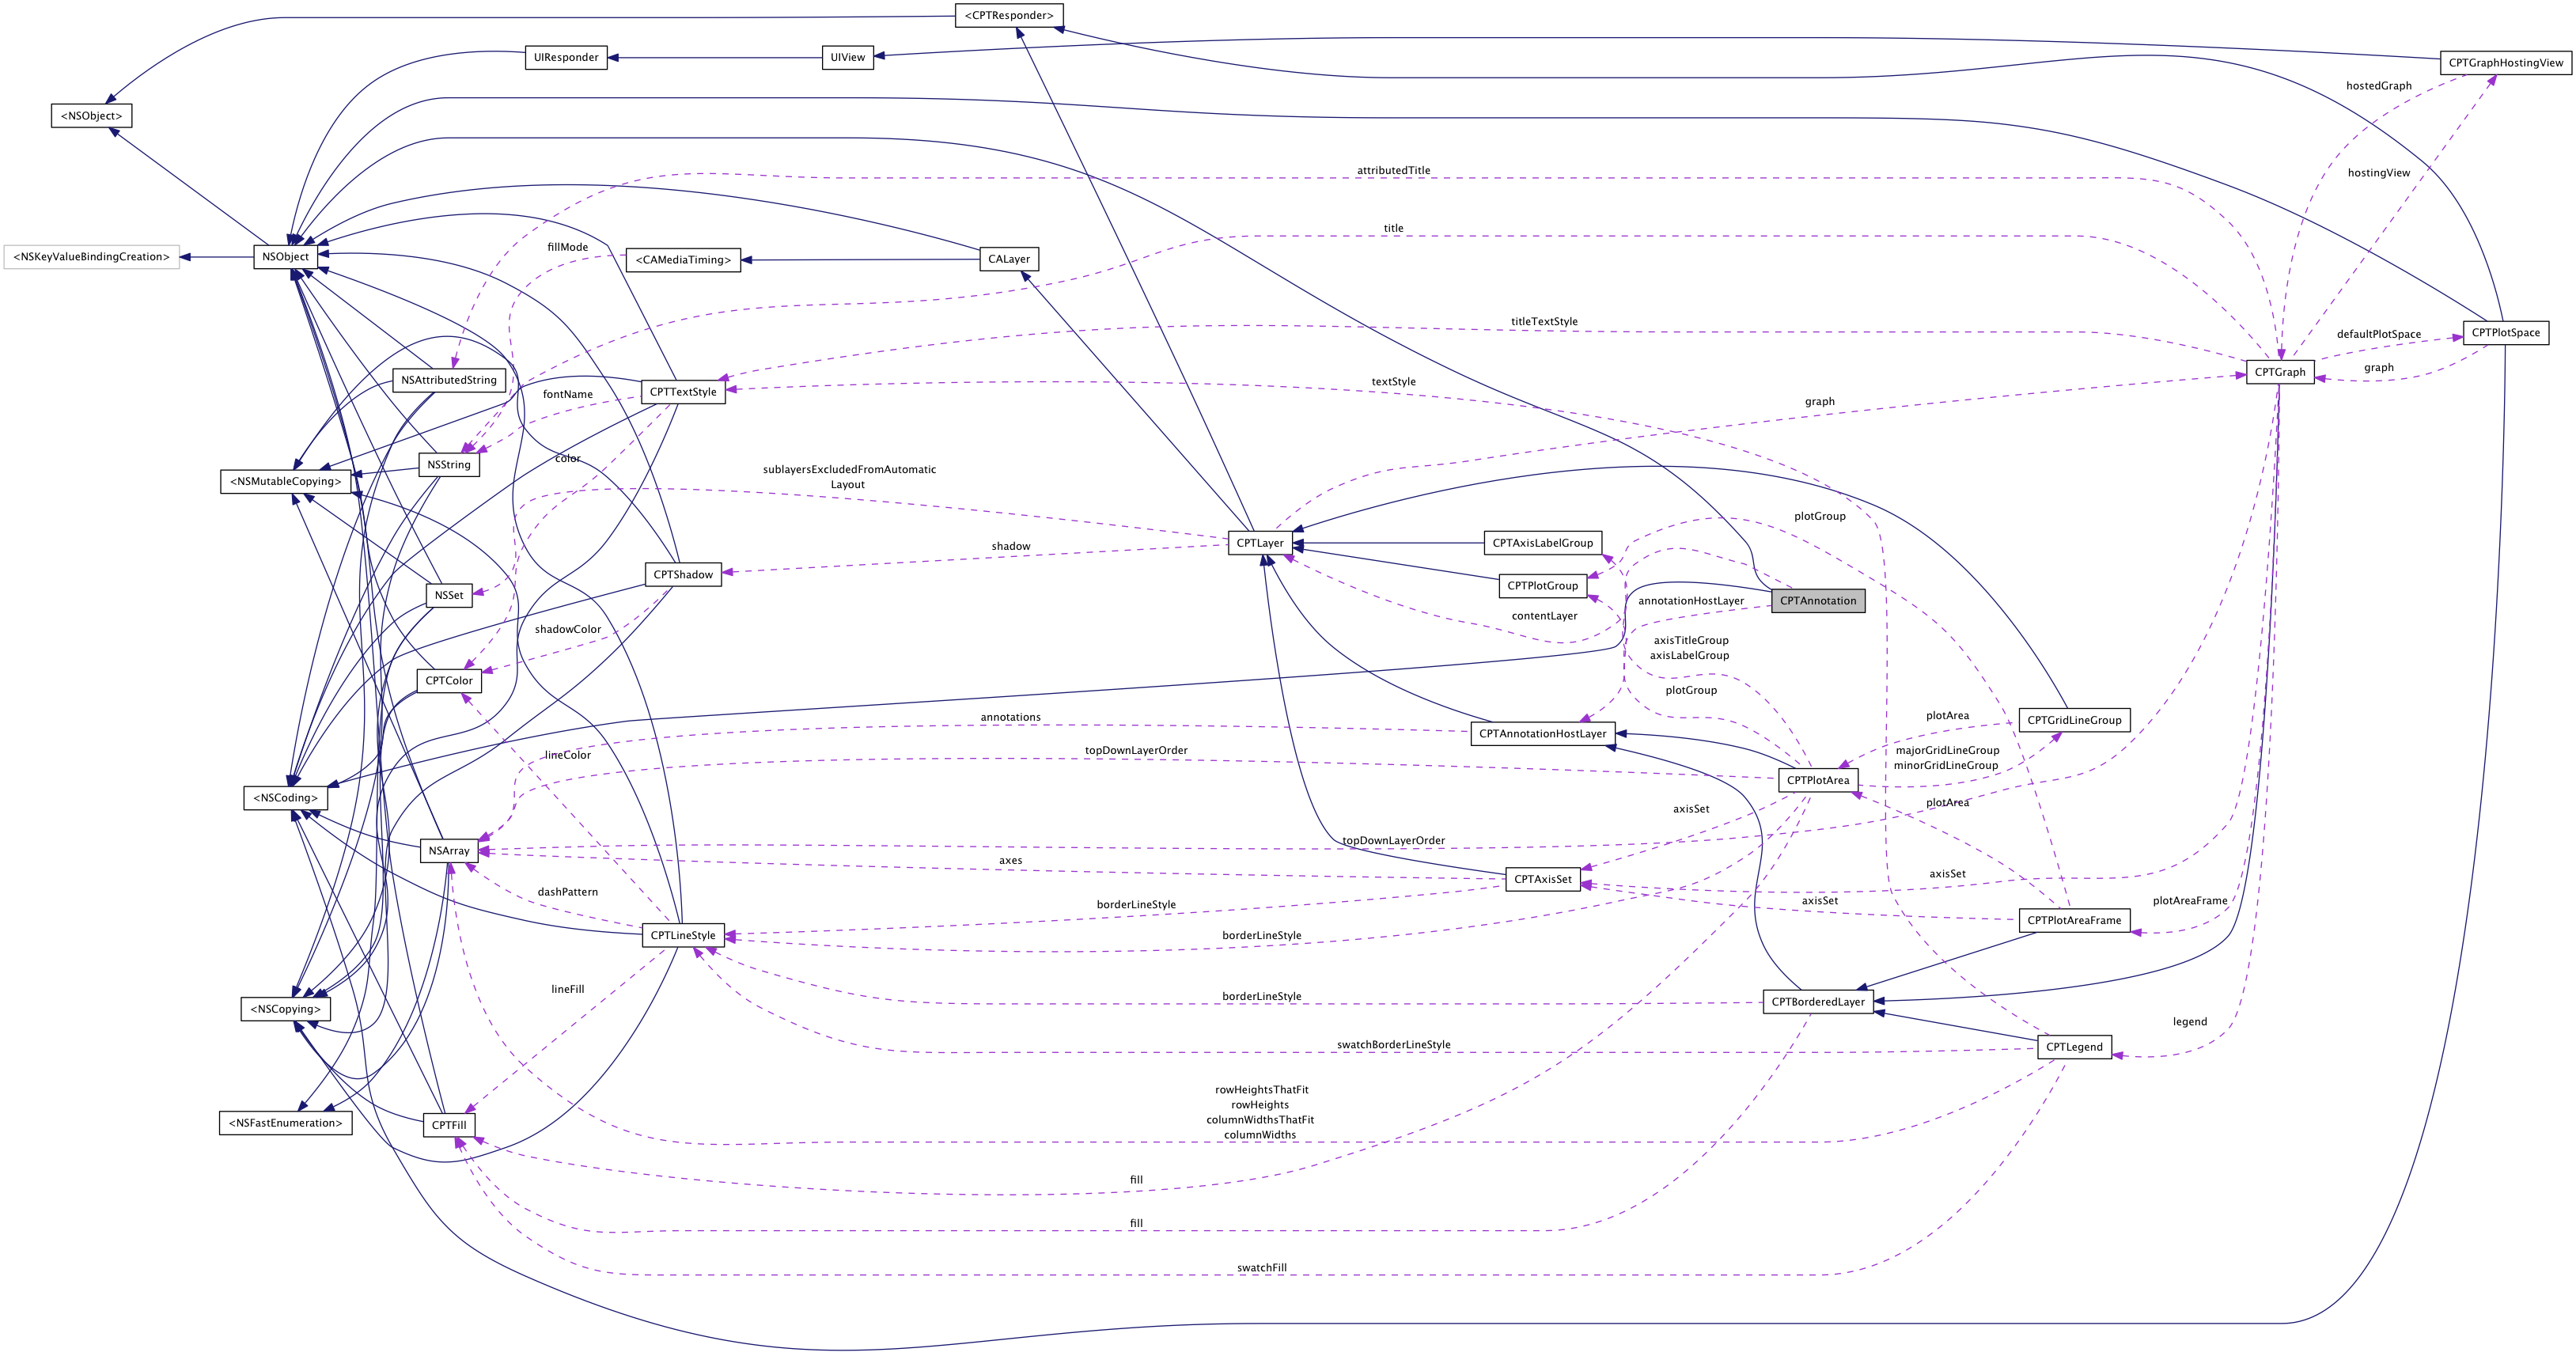 <CPTResponder>
UIResponder
UIView
CPTGraphHostingView
hostedGraph
<NSObject>
attributedTitle
hostingView
title
fillMode
<NSKeyValueBindingCreation>
NSObject
<CAMediaTiming>
CALayer
titleTextStyle
defaultPlotSpace
CPTPlotSpace
graph
CPTGraph
NSAttributedString
CPTTextStyle
textStyle
fontName
graph
NSString
color
<NSMutableCopying>
sublayersExcludedFromAutomatic
Layout
plotGroup
shadow
CPTLayer
CPTAxisLabelGroup
CPTShadow
CPTPlotGroup
NSSet
annotationHostLayer
CPTAnnotation
contentLayer
shadowColor
axisTitleGroup
axisLabelGroup
CPTColor
plotGroup
annotations
plotArea
CPTGridLineGroup
CPTAnnotationHostLayer
lineColor
topDownLayerOrder
majorGridLineGroup
minorGridLineGroup
CPTPlotArea
<NSCoding>
axisSet
plotArea
NSArray
topDownLayerOrder
axes
CPTAxisSet
axisSet
dashPattern
borderLineStyle
axisSet
plotAreaFrame
CPTPlotAreaFrame
CPTLineStyle
borderLineStyle
lineFill
borderLineStyle
CPTBorderedLayer
<NSCopying>
legend
swatchBorderLineStyle
CPTLegend
rowHeightsThatFit
rowHeights
columnWidthsThatFit
columnWidths
<NSFastEnumeration>
CPTFill
fill
fill
swatchFill